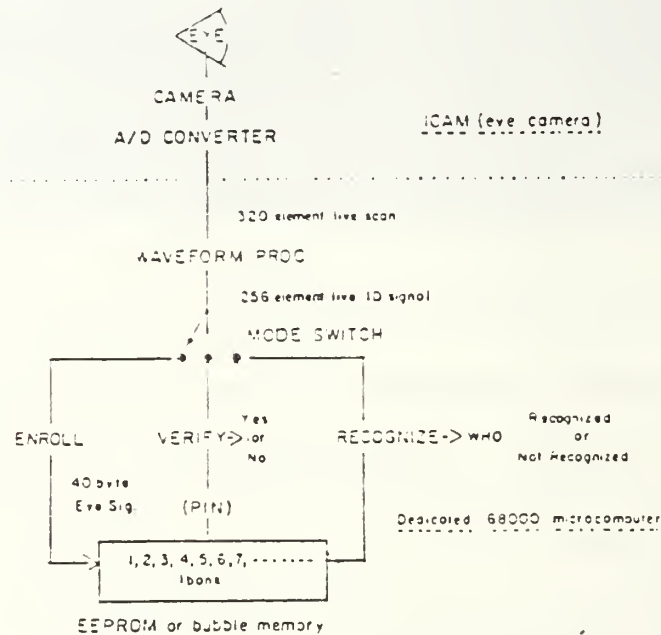 EYE
CAMERA
A/D CONVERTER
ICAM (eye camera)
320 element live scan
WAVEFORM PROC
256 element live ID signal
MODE SWITCH
ENROLL
VERIFY->
Yes
or
No
RECOGNIZE-> WHO
Recognized
or
Not Recognized
40 byte
Eye Sig.
(PIN)
Dedicated 68000 microcomputer
1, 2, 3, 4, 5, 6, 7, -------
EEPROM or bubble memory